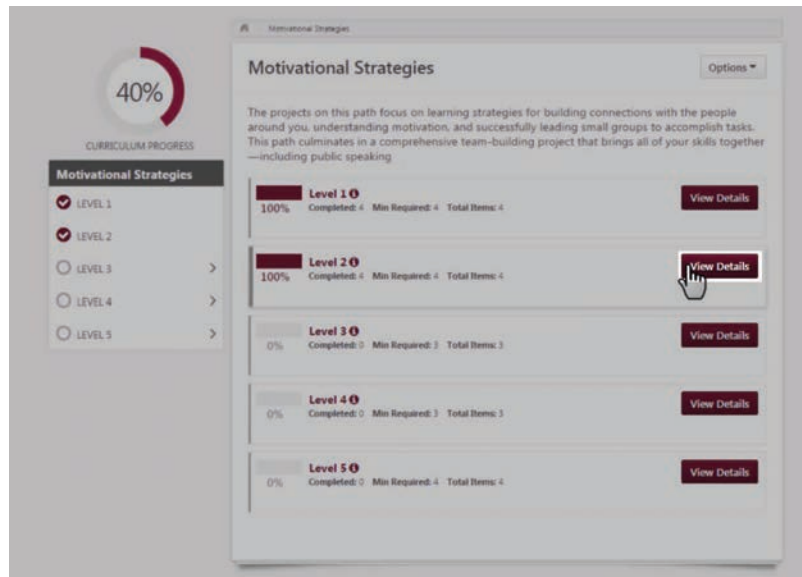 Motivational Strategies
Motivational Strategies
Options
The projects on this path focus on learning strategies for building connections with the people
around you, understanding motivation, and successfully leading small groups to accomplish tasks.
This path culminates in a comprehensive team-building project that brings all of your skills together
—including public speaking
40%
CURRICULUM PROGRESS
Motivational Strategies
LEVEL 1
LEVEL 2
LEVEL 3
LEVEL 4
LEVEL 5
Level 1
100% Completed: 4 Min Required: 4 Total Items: 4
View Details
Level 2
100% Completed: 4 Min Required: 4 Total Items: 4
View Details
Level 3
0% Completed: 0 Min Required: 3 Total Items: 3
View Details
Level 4
0% Completed: 0 Min Required: 3 Total Items: 3
View Details
Level 5
0% Completed: 0 Min Required: 4 Total Items: 4
View Details